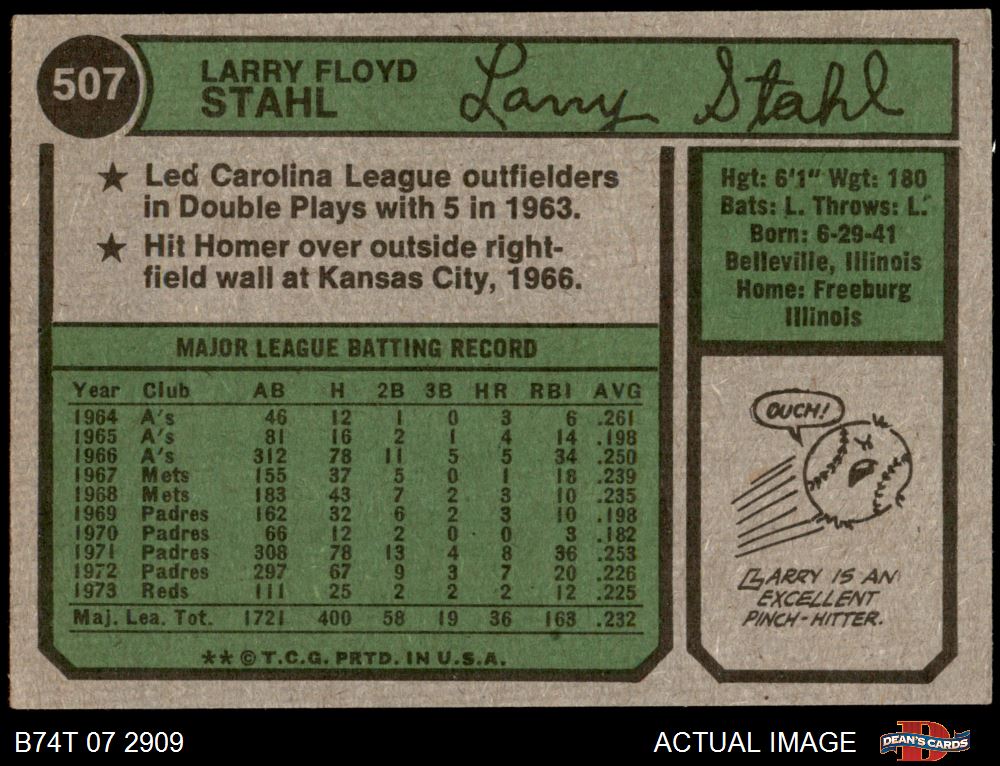 507
LARRY FLOYD
STAHL
Larry Stahl
★ Led Carolina League outfielders
in Double Plays with 5 in 1963.
★ Hit Homer over outside right-
field wall at Kansas City, 1966.
Hgt: 6'1" Wgt: 180
Bats: L. Throws: L.
Born: 6-29-41
Belleville, Illinois
Home: Freeburg
Illinois
MAJOR LEAGUE BATTING RECORD
Year Club AB H 2B 3B HR RBI AVG
1964 A's 46 12 1 0 3 6 .261
1965 A's 81 16 2 1 4 14 .198
1966 A's 312 78 11 5 5 34 .250
1967 Mets 155 37 5 0 1 18 .239
1968 Mets 183 43 7 2 3 10 .235
1969 Padres 162 32 6 2 3 10 .198
1970 Padres 66 12 2 0 0 3 .182
1971 Padres 308 78 13 4 8 36 .253
1972 Padres 297 67 9 3 7 20 .226
1973 Reds 111 25 2 2 2 12 .225
Maj. Lea. Tot. 1721 400 58 19 36 163 .232
** © T.C.G. PRTD. IN U.S.A.
OUCH!
LARRY IS AN
EXCELLENT
PINCH-HITTER.
B74T 07 2909
ACTUAL IMAGE
D
DEAN'S CARDS